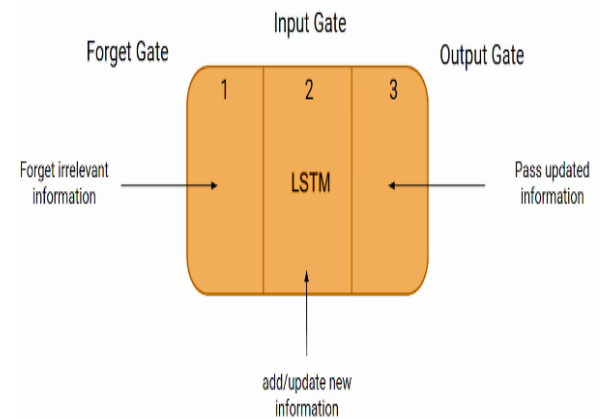 Input Gate
Forget Gate
Output Gate
1
2
3
Forget irrelevant
information
LSTM
Pass updated
information
add/update new
information